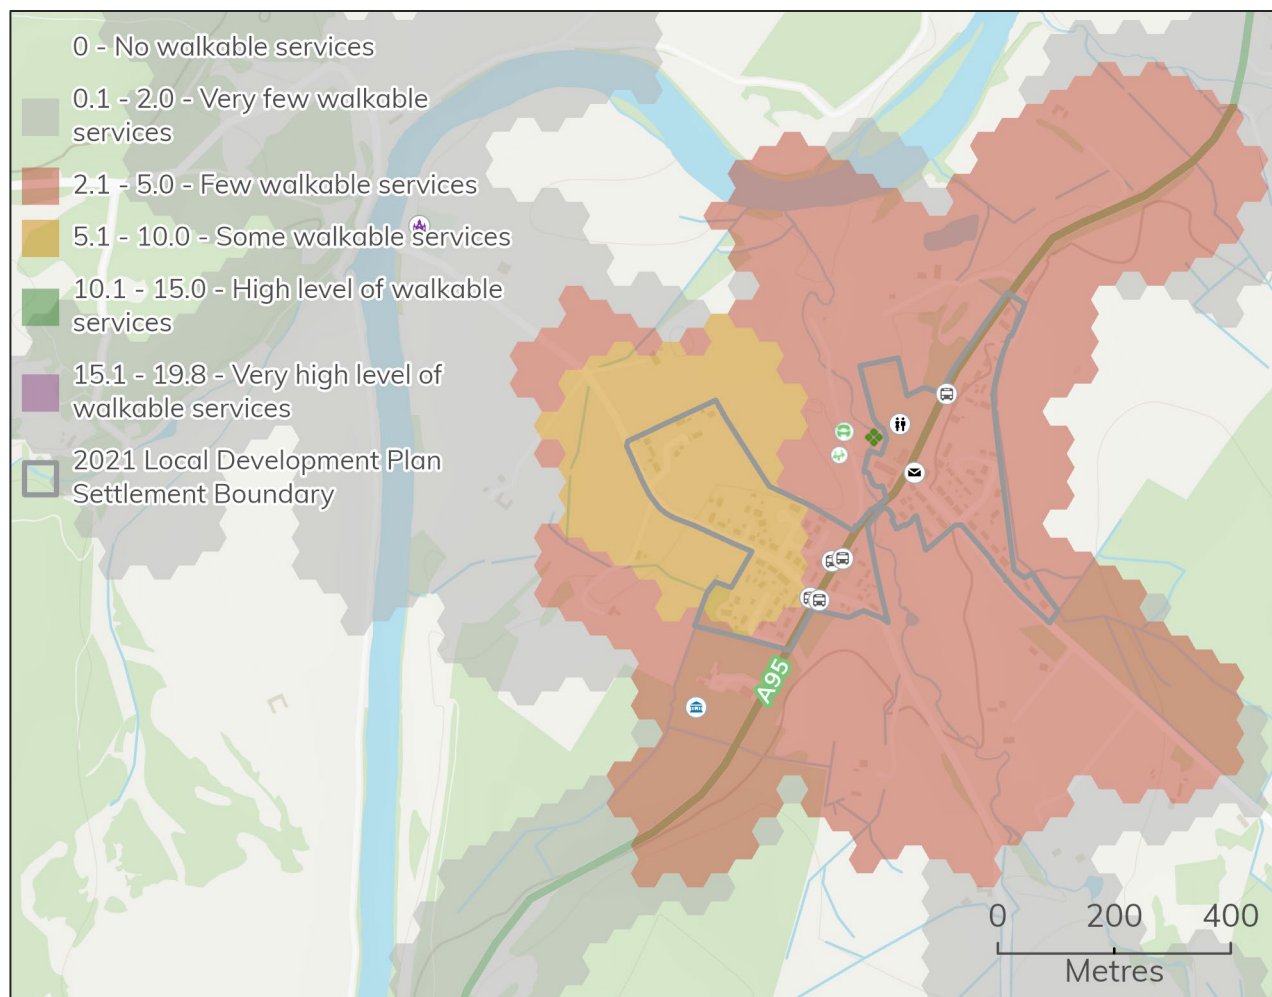 0 - No walkable services
0.1 - 2.0 - Very few walkable
services
2.1 - 5.0 - Few walkable services
5.1 - 10.0 - Some walkable services
10.1 - 15.0 - High level of walkable
services
15.1 - 19.8 - Very high level of
walkable services
2021 Local Development Plan
Settlement Boundary
A95
0 200 400
Metres